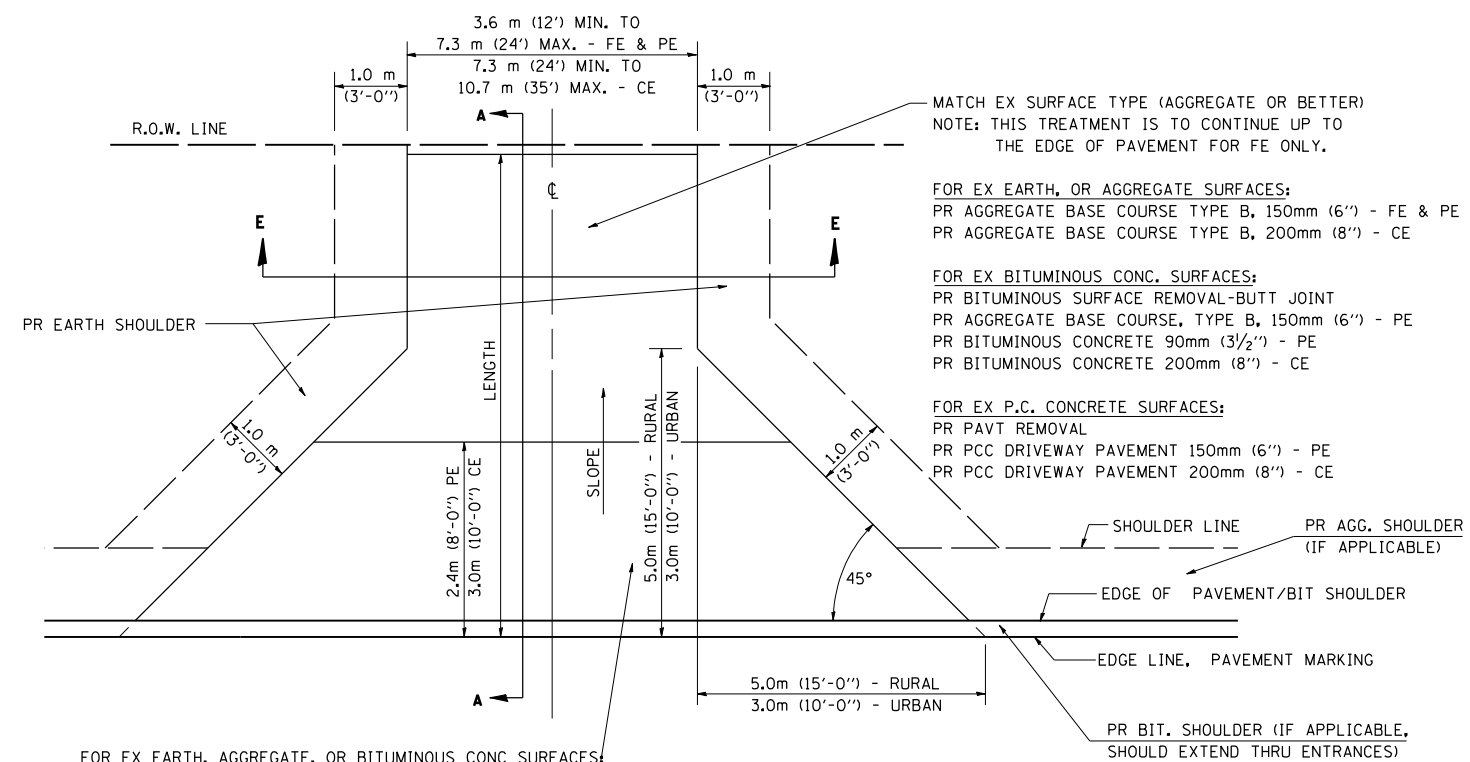 3.6 m (12') MIN. TO
7.3 m (24') MAX. - FE & PE
7.3 m (24') MIN. TO
10.7 m (35') MAX. - CE
1.0 m
(3'-0'')
1.0 m
(3'-0'')
A
R.O.W. LINE
℄
MATCH EX SURFACE TYPE (AGGREGATE OR BETTER)
NOTE: THIS TREATMENT IS TO CONTINUE UP TO
THE EDGE OF PAVEMENT FOR FE ONLY.
FOR EX EARTH, OR AGGREGATE SURFACES:
PR AGGREGATE BASE COURSE TYPE B, 150mm (6'') - FE & PE
PR AGGREGATE BASE COURSE TYPE B, 200mm (8'') - CE
E
E
FOR EX BITUMINOUS CONC. SURFACES:
PR BITUMINOUS SURFACE REMOVAL-BUTT JOINT
PR AGGREGATE BASE COURSE, TYPE B, 150mm (6'') - PE
PR BITUMINOUS CONCRETE 90mm (3½'') - PE
PR BITUMINOUS CONCRETE 200mm (8'') - CE
PR EARTH SHOULDER
FOR EX P.C. CONCRETE SURFACES:
PR PAVT REMOVAL
PR PCC DRIVEWAY PAVEMENT 150mm (6'') - PE
PR PCC DRIVEWAY PAVEMENT 200mm (8'') - CE
LENGTH
1.0 m
(3'-0'')
2.4m (8'-0'') PE
3.0m (10'-0'') CE
SLOPE
5.0m (15'-0'') - RURAL
3.0m (10'-0'') - URBAN
1.0 m
(3'-0'')
45°
SHOULDER LINE
PR AGG. SHOULDER
(IF APPLICABLE)
EDGE OF PAVEMENT/BIT SHOULDER
EDGE LINE, PAVEMENT MARKING
5.0m (15'-0'') - RURAL
3.0m (10'-0'') - URBAN
A
PR BIT. SHOULDER (IF APPLICABLE,
SHOULD EXTEND THRU ENTRANCES)
FOR EX EARTH, AGGREGATE, OR BITUMINOUS CONC SURFACES: